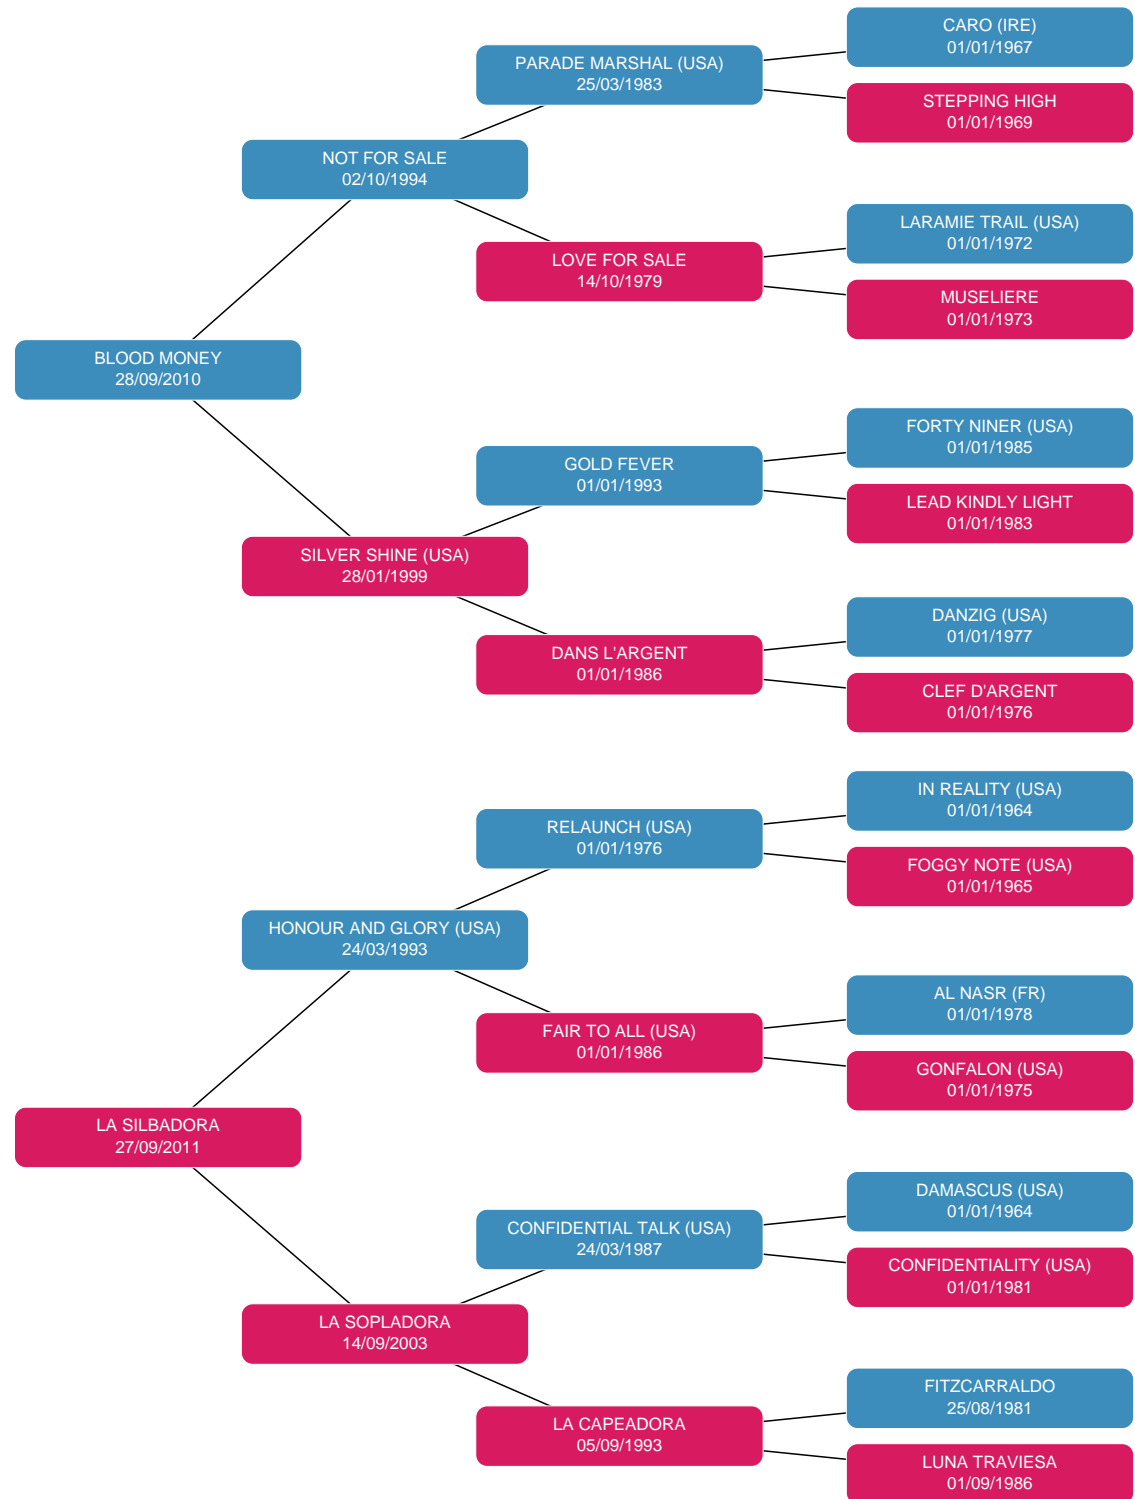 CARO (IRE)
01/01/1967
PARADE MARSHAL (USA)
25/03/1983
STEPPING HIGH
01/01/1969
NOT FOR SALE
02/10/1994
LARAMIE TRAIL (USA)
01/01/1972
LOVE FOR SALE
14/10/1979
MUSELIERE
01/01/1973
BLOOD MONEY
28/09/2010
FORTY NINER (USA)
01/01/1985
GOLD FEVER
01/01/1993
LEAD KINDLY LIGHT
01/01/1983
SILVER SHINE (USA)
28/01/1999
DANZIG (USA)
01/01/1977
DANS L'ARGENT
01/01/1986
CLEF D'ARGENT
01/01/1976
IN REALITY (USA)
01/01/1964
RELAUNCH (USA)
01/01/1976
FOGGY NOTE (USA)
01/01/1965
HONOUR AND GLORY (USA)
24/03/1993
AL NASR (FR)
01/01/1978
FAIR TO ALL (USA)
01/01/1986
GONFALON (USA)
01/01/1975
LA SILBADORA
27/09/2011
DAMASCUS (USA)
01/01/1964
CONFIDENTIAL TALK (USA)
24/03/1987
CONFIDENTIALITY (USA)
01/01/1981
LA SOPLADORA
14/09/2003
FITZCARRALDO
25/08/1981
LA CAPEADORA
05/09/1993
LUNA TRAVIESA
01/09/1986